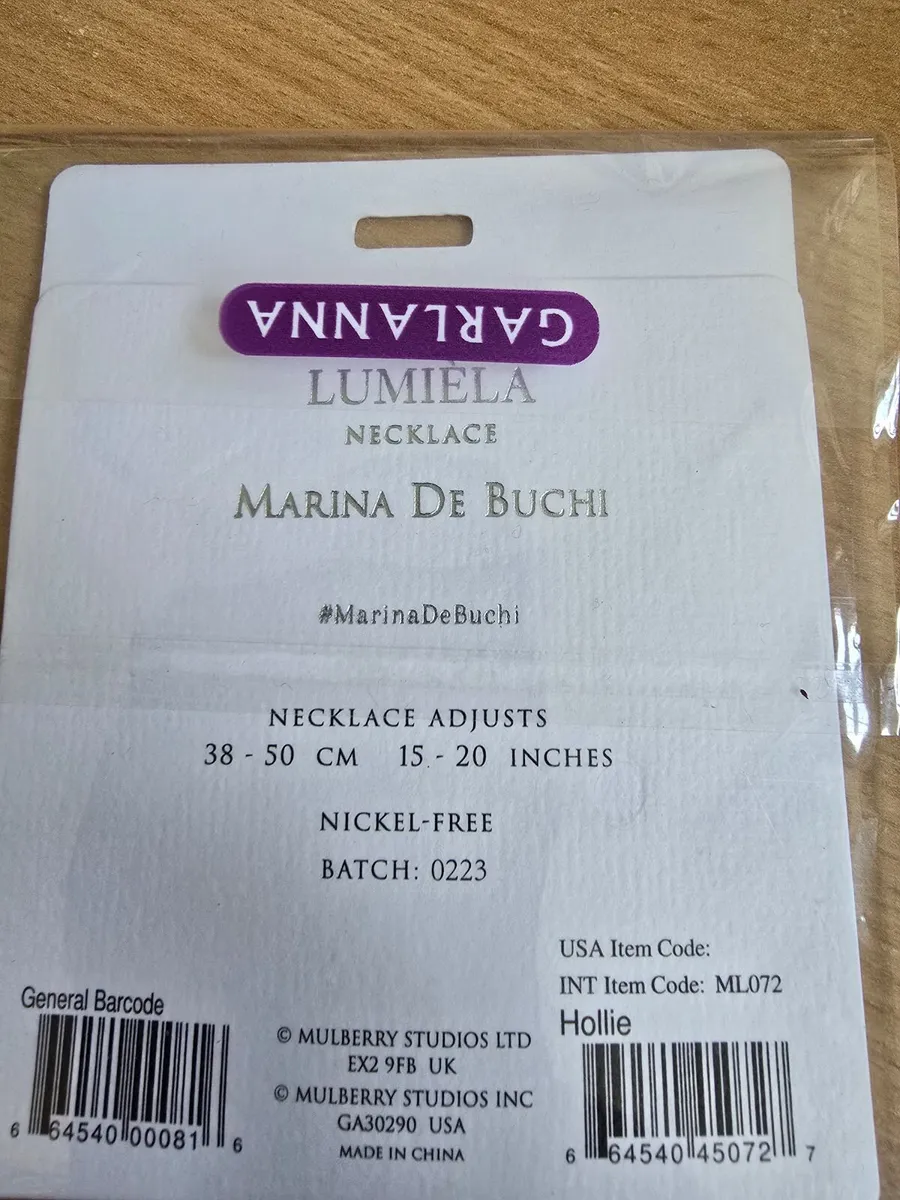 GARLANNA
LUMIÈLA
NECKLACE
MARINA DE BUCHI
#MarinaDeBuchi
NECKLACE ADJUSTS
38 - 50 CM 15 - 20 INCHES
NICKEL-FREE
BATCH: 0223
USA Item Code:
INT Item Code: ML072
Hollie
6 64540 45072 7
General Barcode
6 64540 00081 6
© MULBERRY STUDIOS LTD
EX2 9FB UK
© MULBERRY STUDIOS INC
GA30290 USA
MADE IN CHINA